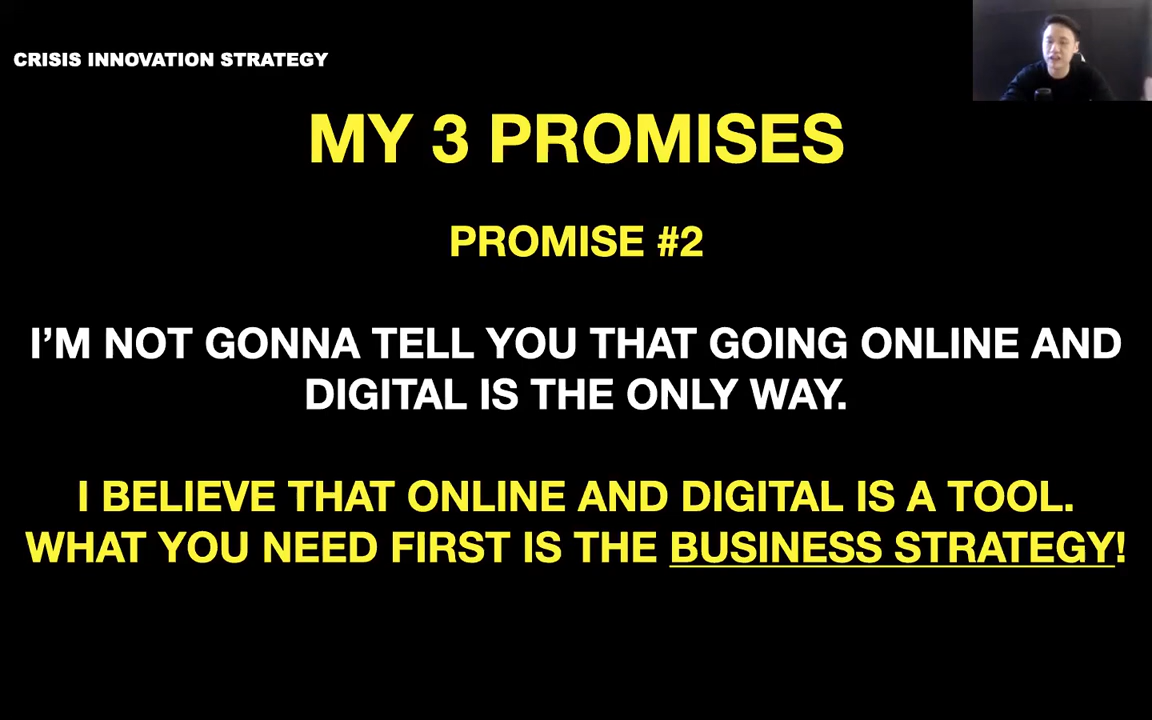 CRISIS INNOVATION STRATEGY
MY 3 PROMISES
PROMISE #2
I’M NOT GONNA TELL YOU THAT GOING ONLINE AND
DIGITAL IS THE ONLY WAY.
I BELIEVE THAT ONLINE AND DIGITAL IS A TOOL.
WHAT YOU NEED FIRST IS THE BUSINESS STRATEGY!